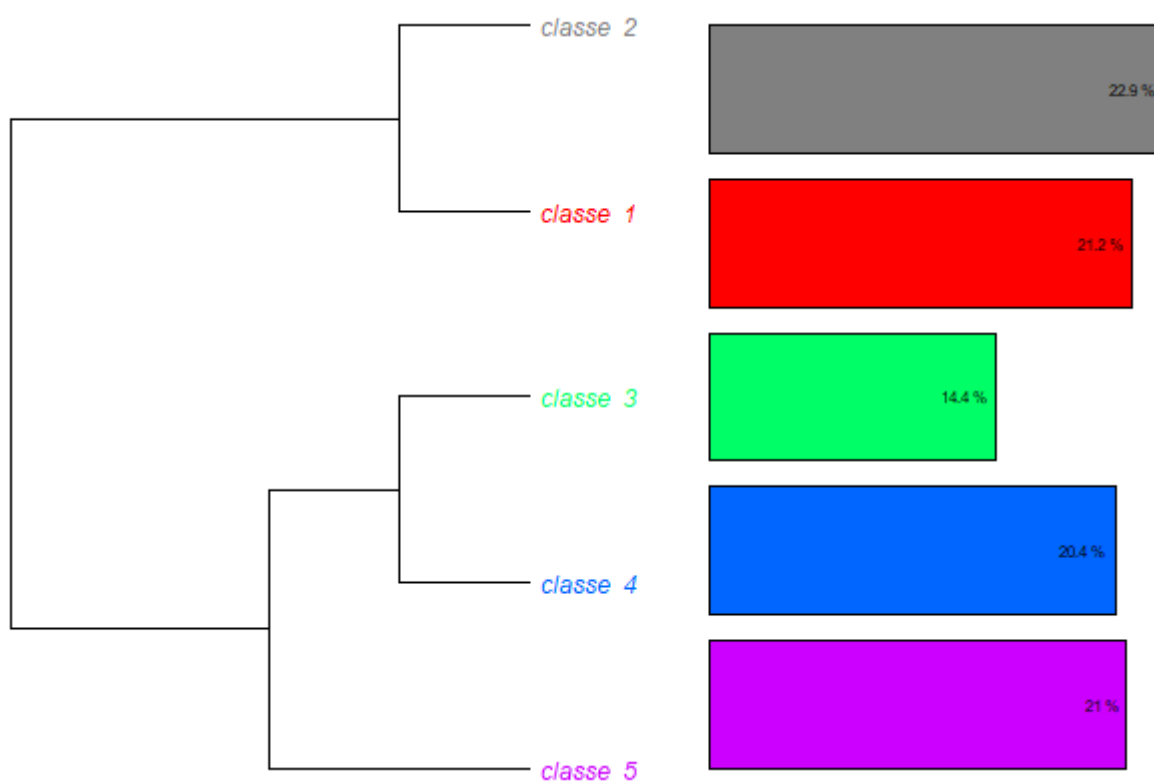 classe 2
22.9 %
classe 1
21.2 %
classe 3
14.4 %
classe 4
20.4 %
classe 5
21 %